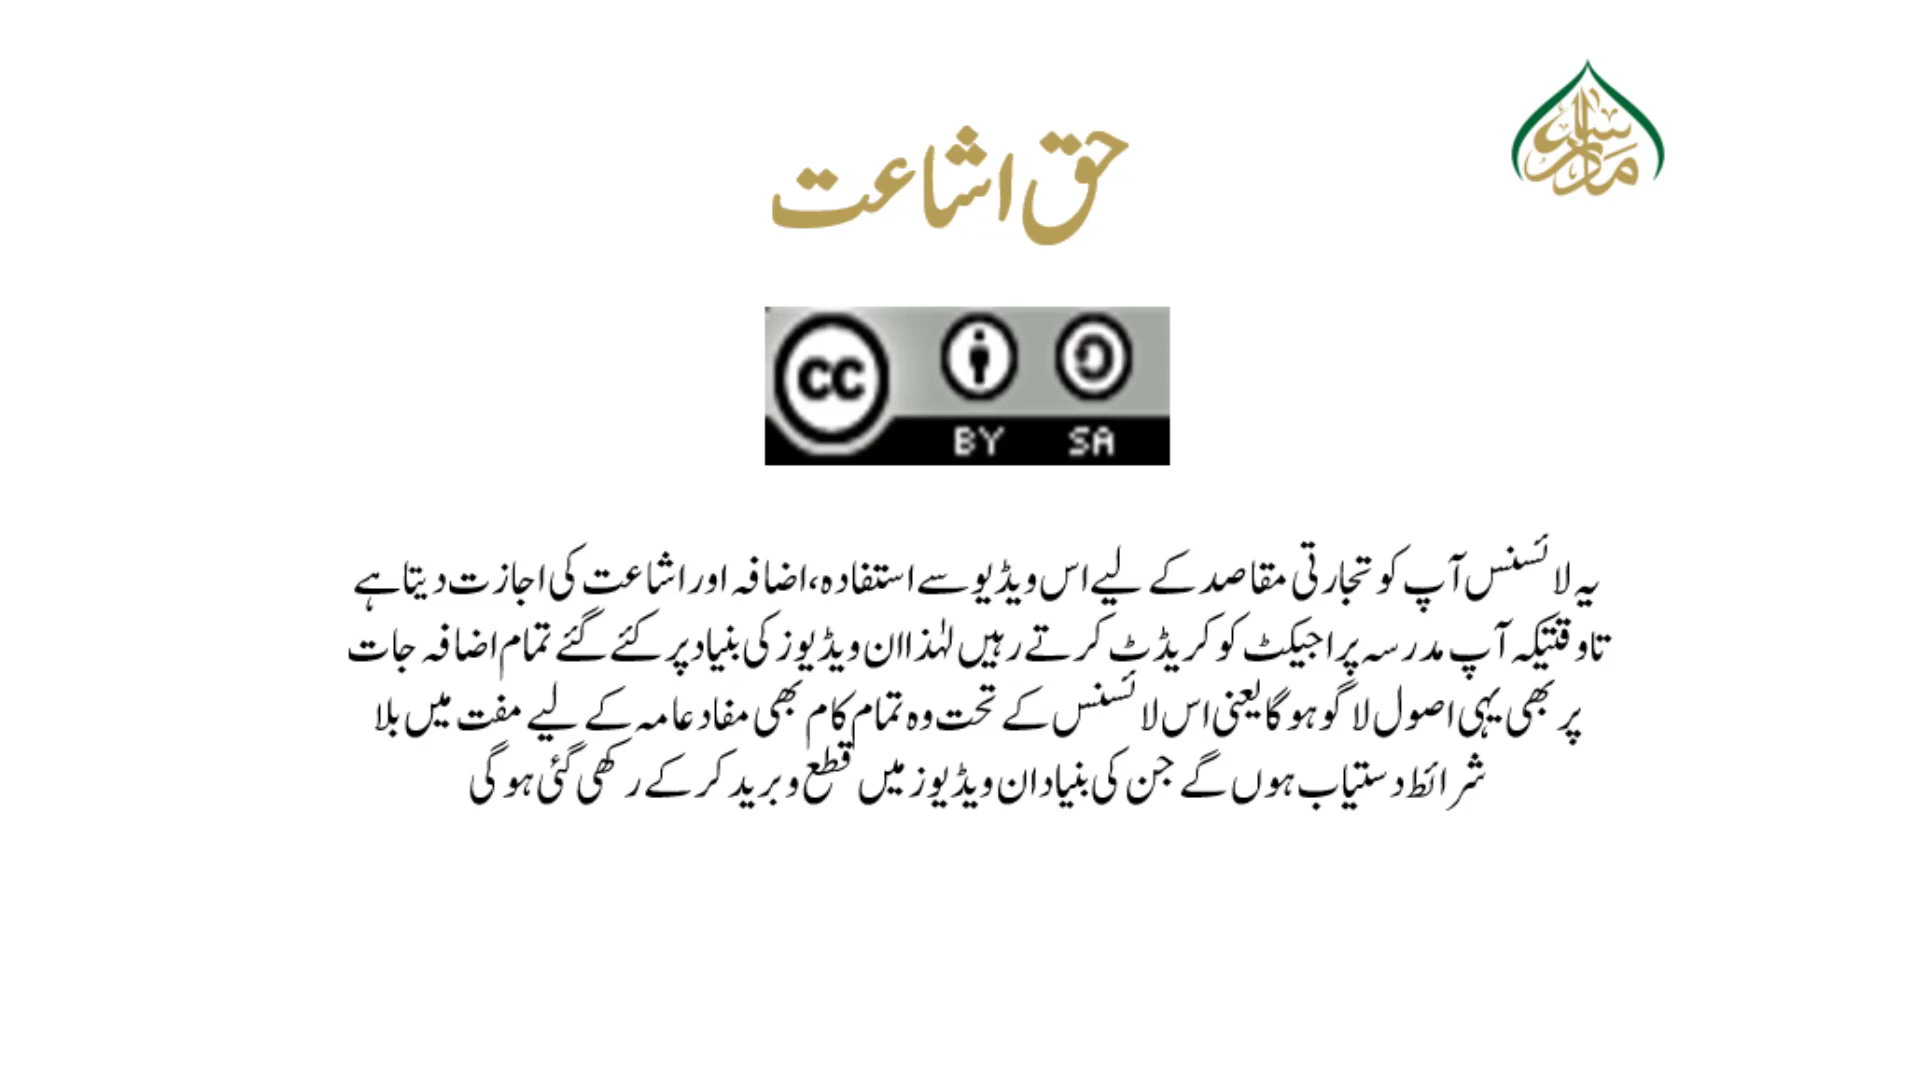 حق اشاعت
cc
BY SA
یہ لائسنس آپ کو تجارتی مقاصد کے لیے اس ویڈیو سے استفادہ، اضافہ اور اشاعت کی اجازت دیتا ہے
تاوقتیکہ آپ مدرسہ پراجیکٹ کو کریڈٹ کرتے رہیں لہٰذا ان ویڈیوز کی بنیاد پر کئے گئے تمام اضافہ جات
پر بھی یہی اصول لاگو ہو گا یعنی اس لائسنس کے تحت وہ تمام کام بھی مفاد عامہ کے لیے مفت میں بلا
شرائط دستیاب ہوں گے جن کی بنیاد ان ویڈیوز میں قطع و برید کر کے رکھی گئی ہو گی